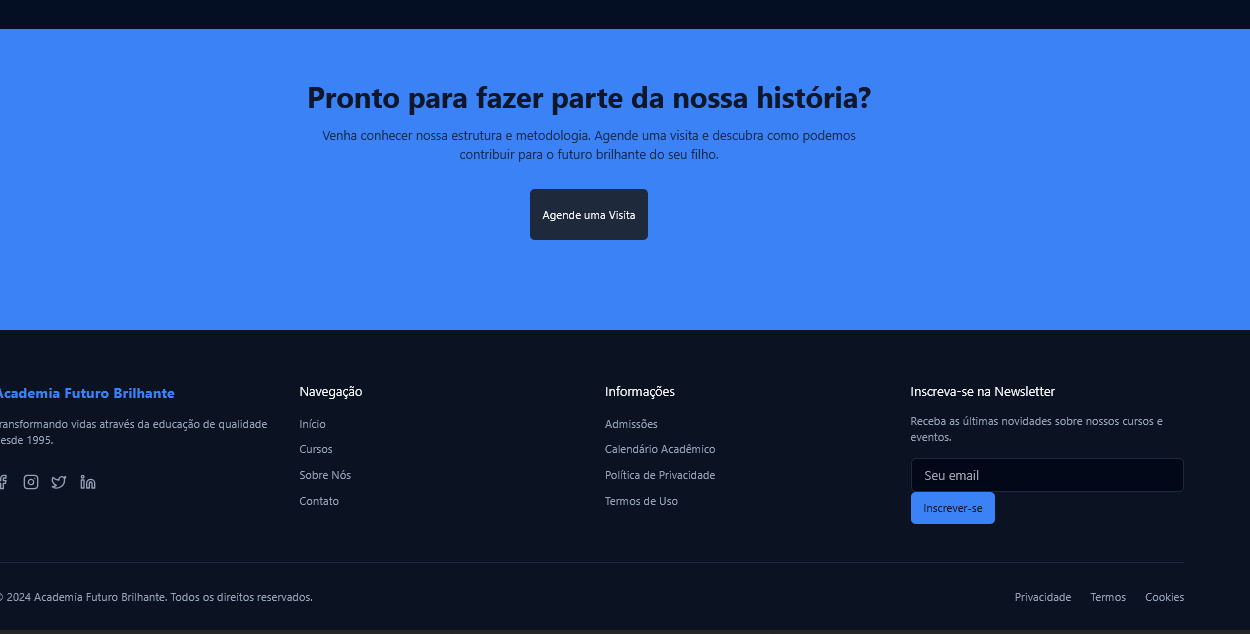 Pronto para fazer parte da nossa história?
Venha conhecer nossa estrutura e metodologia. Agende uma visita e descubra como podemos
contribuir para o futuro brilhante do seu filho.
Agende uma Visita
Academia Futuro Brilhante
ransformando vidas através da educação de qualidade
esde 1995.
Navegação
Início
Cursos
Sobre Nós
Contato
Informações
Admissões
Calendário Acadêmico
Política de Privacidade
Termos de Uso
Inscreva-se na Newsletter
Receba as últimas novidades sobre nossos cursos e
eventos.
Seu email
Inscrever-se
© 2024 Academia Futuro Brilhante. Todos os direitos reservados.
Privacidade Termos Cookies